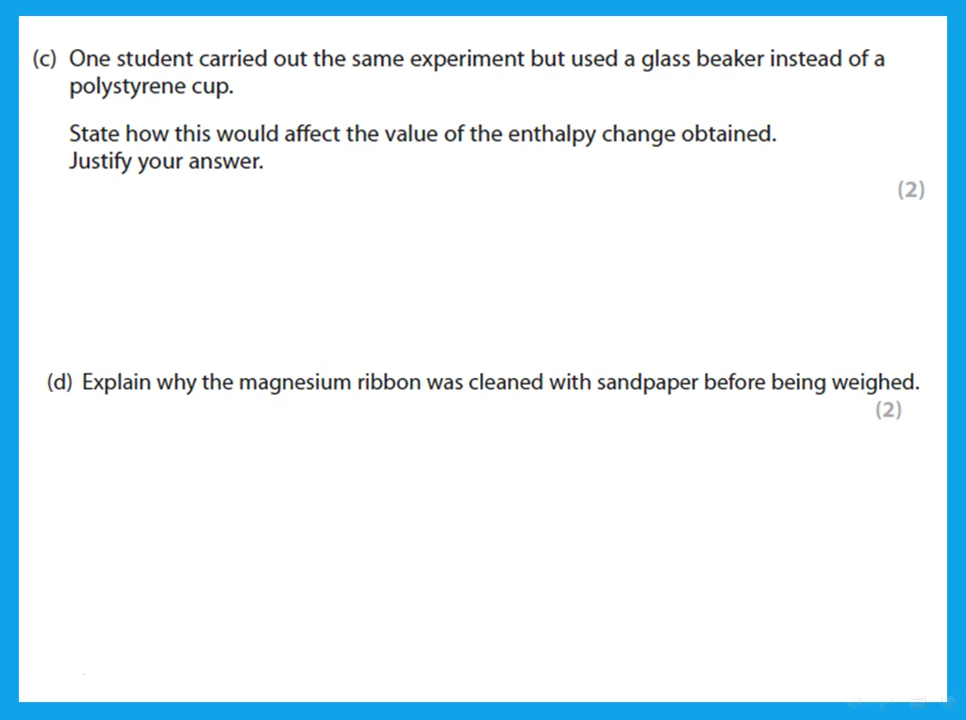 (c) One student carried out the same experiment but used a glass beaker instead of a
polystyrene cup.
State how this would affect the value of the enthalpy change obtained.
Justify your answer.
(2)
(d) Explain why the magnesium ribbon was cleaned with sandpaper before being weighed.
(2)